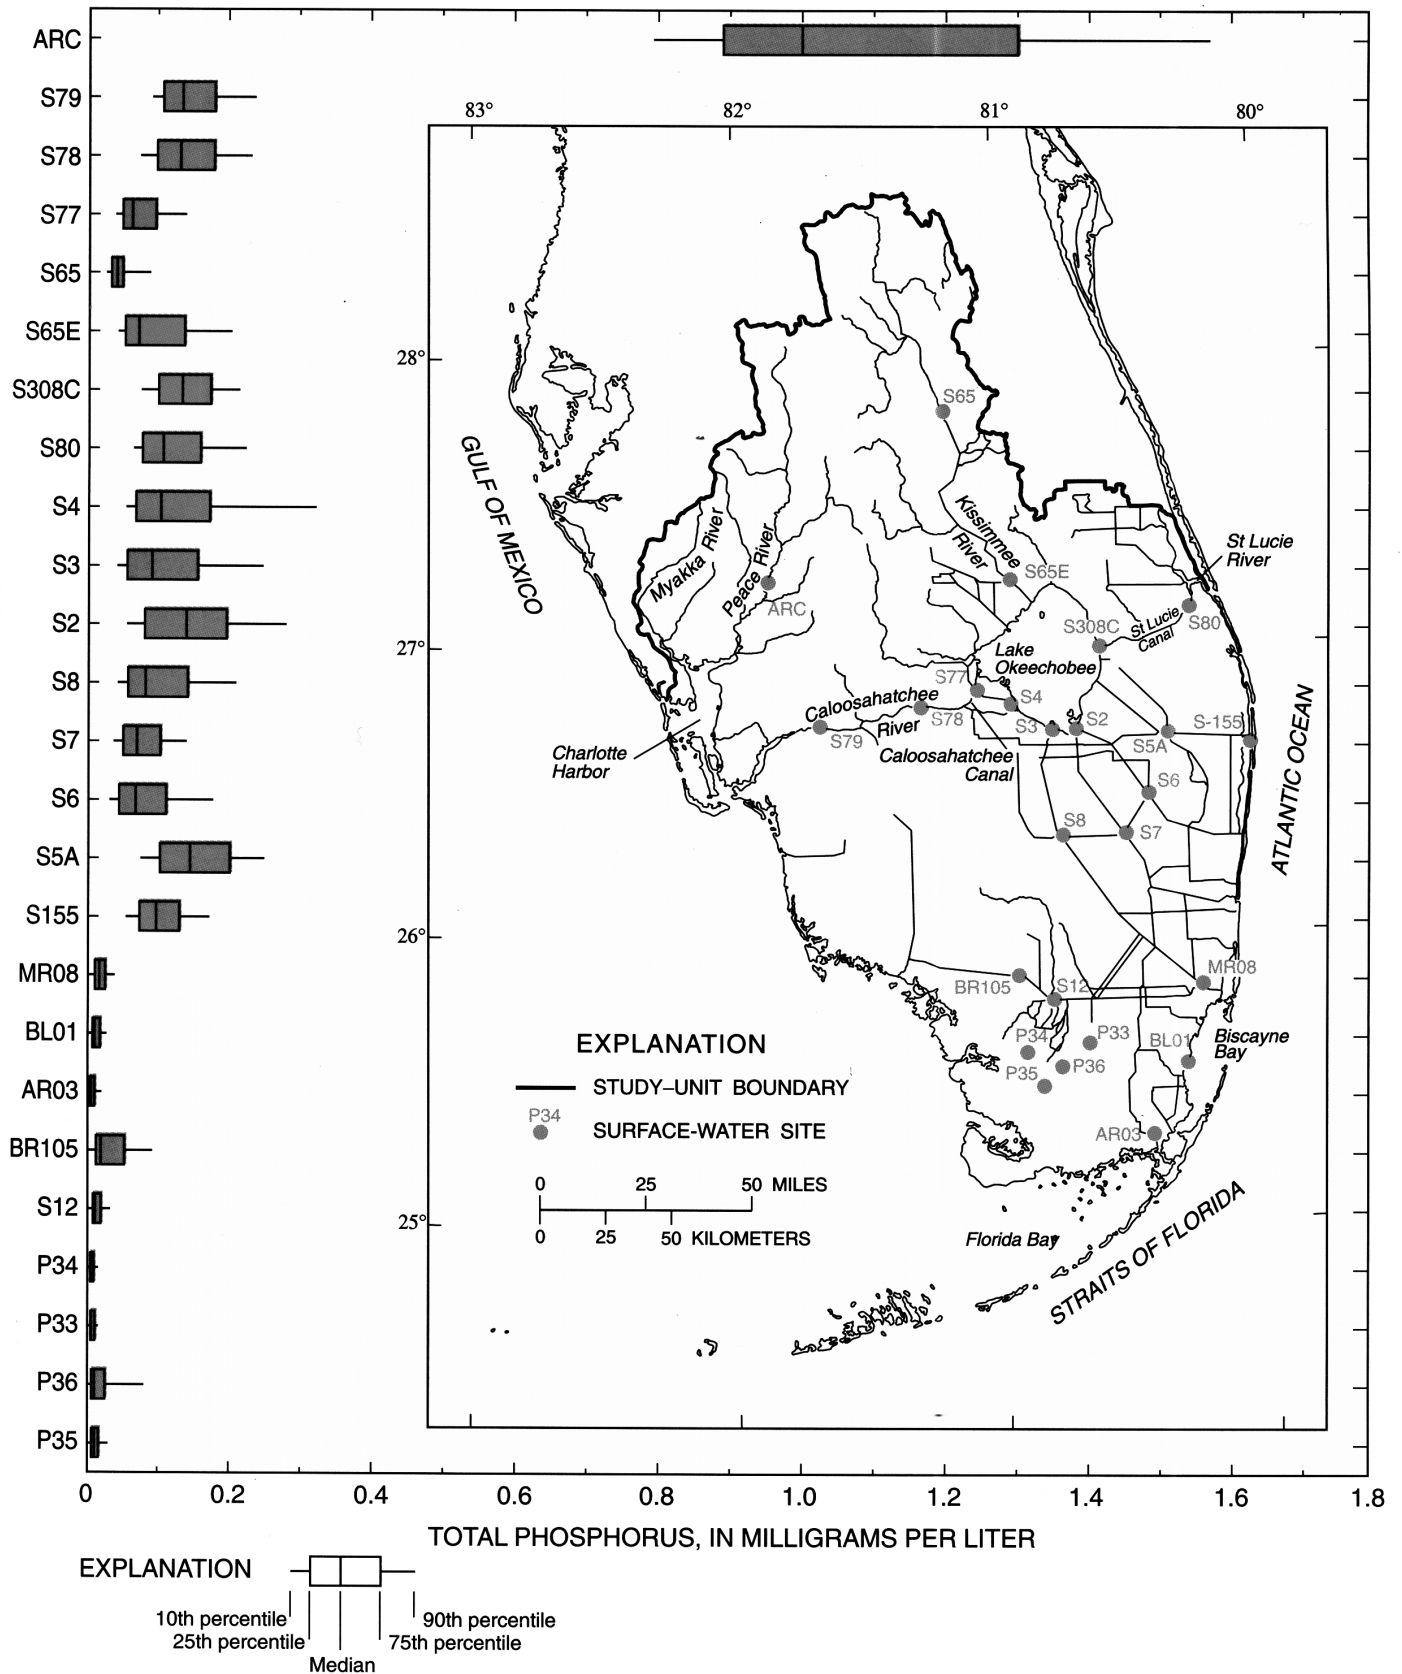 ARC
S79
S78
S77
S65
S65E
S308C
S80
S4
S3
S2
S8
S7
S6
S5A
S155
MR08
BL01
AR03
BR105
S12
P34
P33
P36
P35
0
0.2
0.4
0.6
0.8
1.0
1.2
1.4
1.6
1.8
TOTAL PHOSPHORUS, IN MILLIGRAMS PER LITER
83°
82°
81°
80°
28°
27°
26°
25°
GULF OF MEXICO
S65
Kissimmee
River
St Lucie
River
Myakka River
Peace River
ARC
S65E
S80
S308C
St Lucie
Canal
Lake
Okeechobee
S77
S4
Caloosahatchee
River
S78
S79
S3
S2
S-155
S5A
Caloosahatchee
Canal
Charlotte
Harbor
S6
S8
S7
ATLANTIC OCEAN
MR08
BR105
S12
P34
P33
BL01
Biscayne
Bay
P35
P36
AR03
Florida Bay
STRAITS OF FLORIDA
EXPLANATION
STUDY–UNIT BOUNDARY
P34
SURFACE-WATER SITE
0 25 50 MILES
0 25 50 KILOMETERS
EXPLANATION
10th percentile
90th percentile
25th percentile
75th percentile
Median